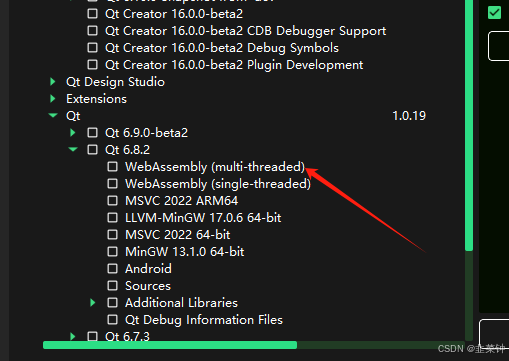 Qt Creator 16.0.0-beta2
Qt Creator 16.0.0-beta2 CDB Debugger Support
Qt Creator 16.0.0-beta2 Debug Symbols
Qt Creator 16.0.0-beta2 Plugin Development
Qt Design Studio
Extensions
Qt 1.0.19
Qt 6.9.0-beta2
Qt 6.8.2
WebAssembly (multi-threaded)
WebAssembly (single-threaded)
MSVC 2022 ARM64
LLVM-MinGW 17.0.6 64-bit
MSVC 2022 64-bit
MinGW 13.1.0 64-bit
Android
Sources
Additional Libraries
Qt Debug Information Files
Qt 6.7.3
CSDN @韭菜钟